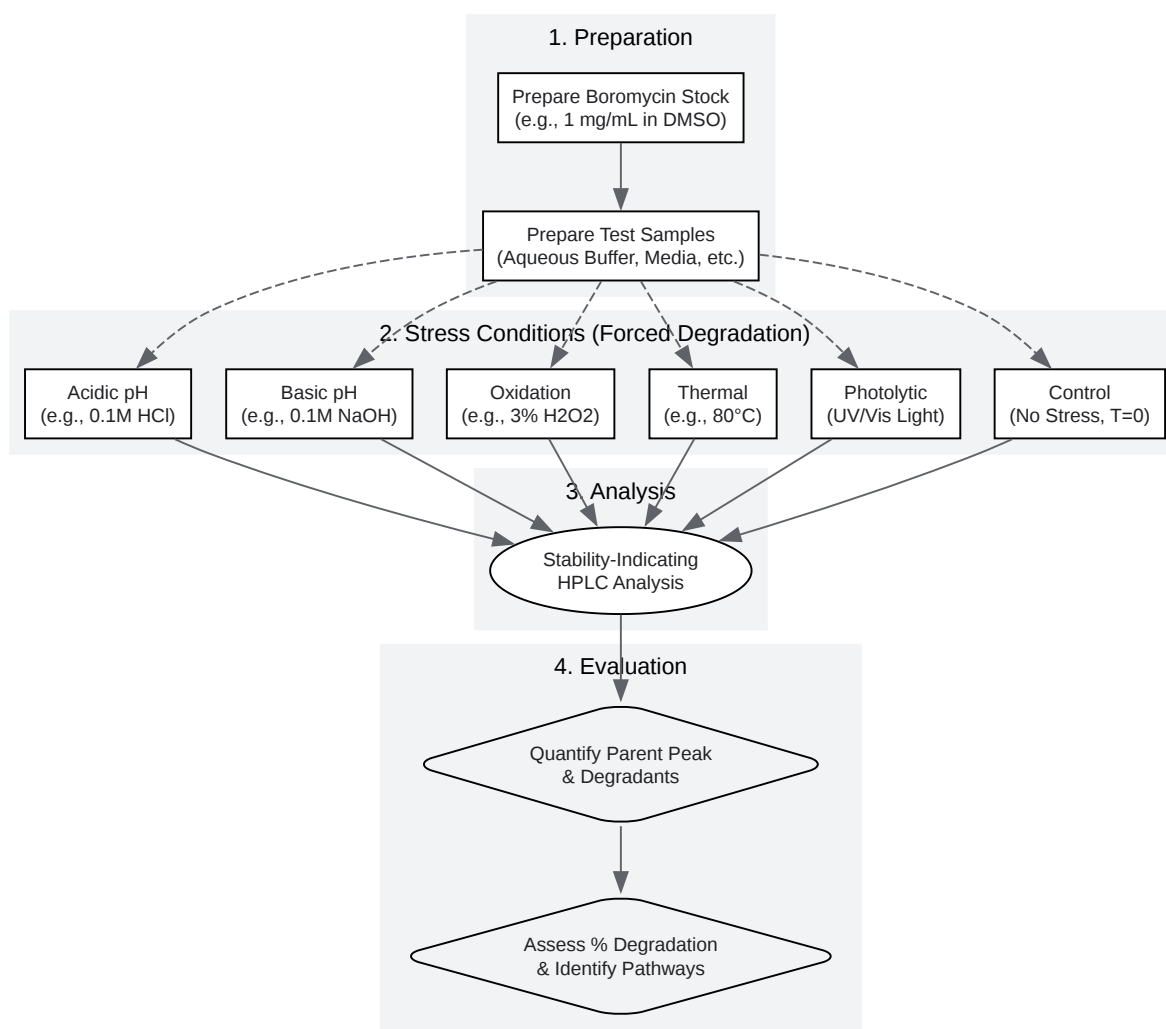 1. Preparation
Prepare Boromycin Stock
(e.g., 1 mg/mL in DMSO)
Prepare Test Samples
(Aqueous Buffer, Media, etc.)
2. Stress Conditions (Forced Degradation)
Acidic pH
(e.g., 0.1M HCl)
Basic pH
(e.g., 0.1M NaOH)
Oxidation
(e.g., 3% H2O2)
Thermal
(e.g., 80°C)
Photolytic
(UV/Vis Light)
Control
(No Stress, T=0)
3. Analysis
Stability-Indicating
HPLC Analysis
4. Evaluation
Quantify Parent Peak
& Degradants
Assess % Degradation
& Identify Pathways